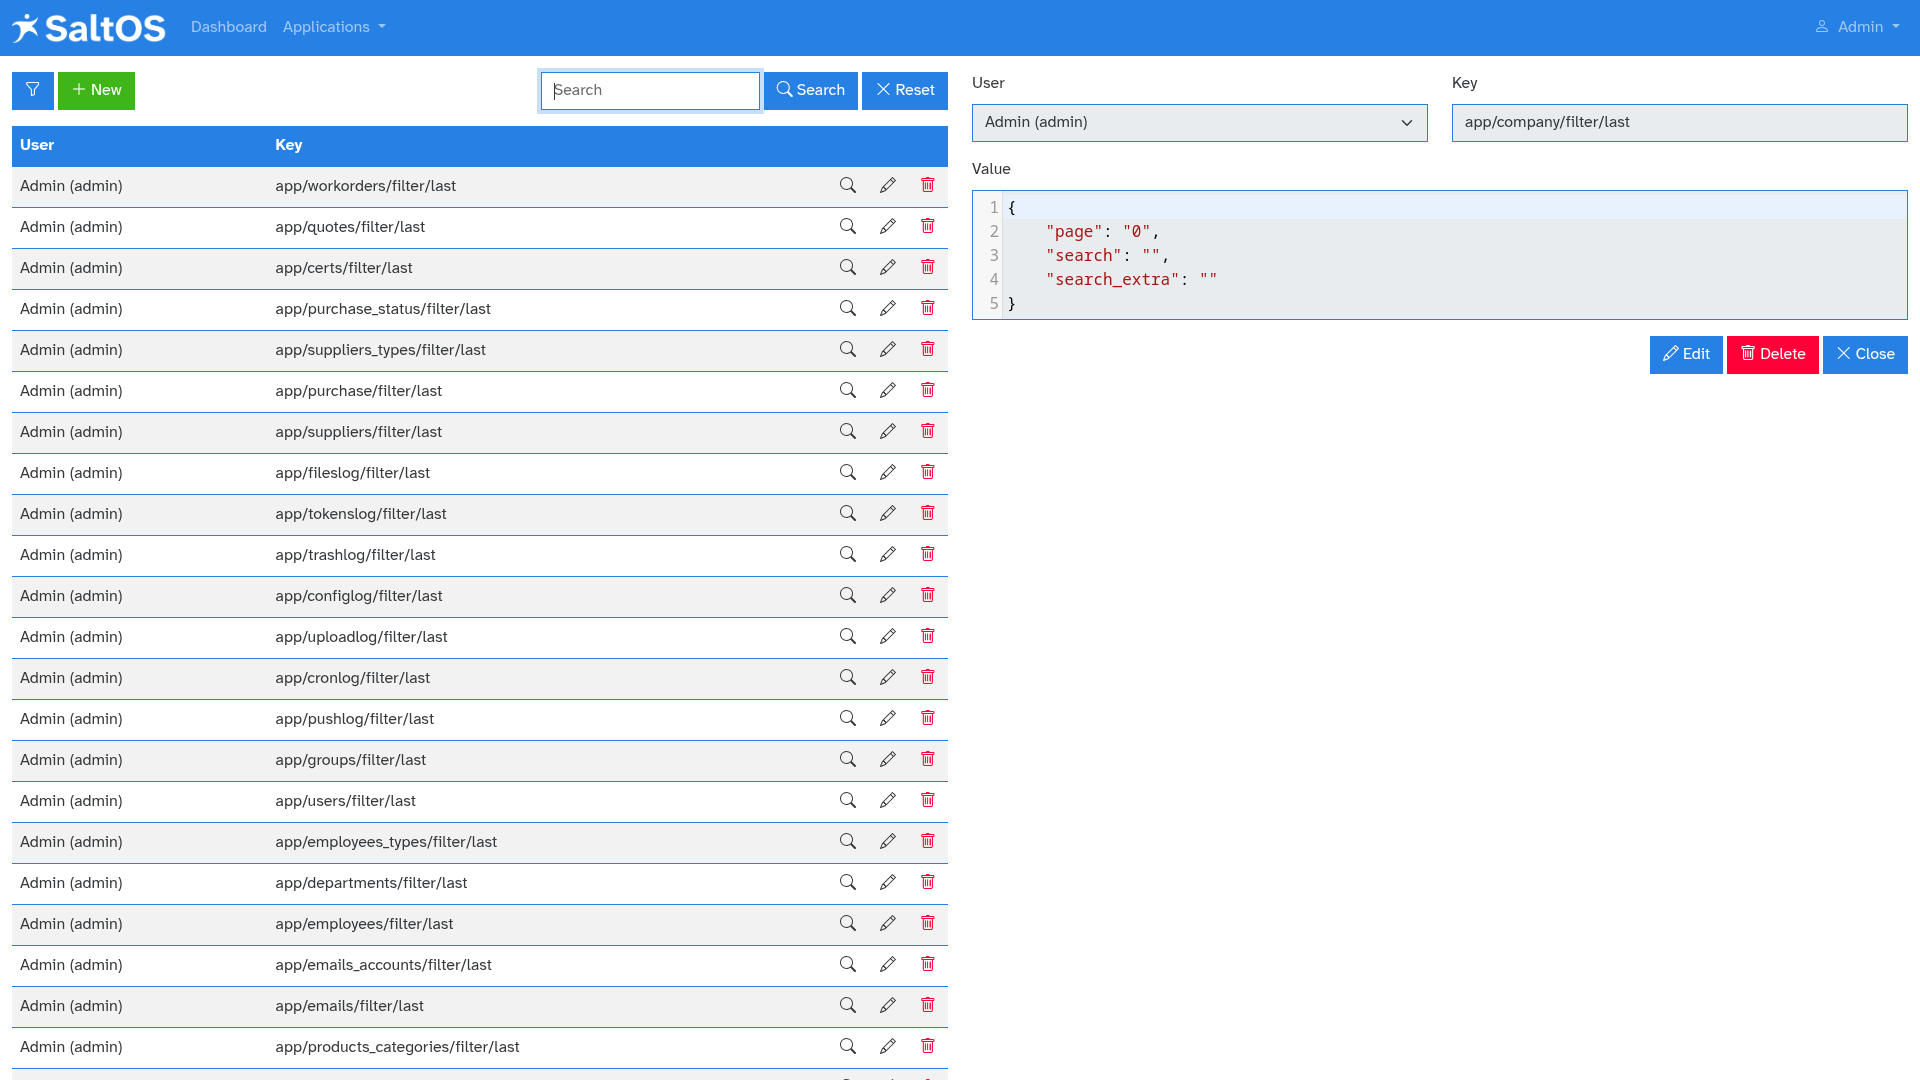 SaltOS Dashboard Applications Admin
New Search Search Reset
User Key
Admin (admin) app/workorders/filter/last
Admin (admin) app/quotes/filter/last
Admin (admin) app/certs/filter/last
Admin (admin) app/purchase_status/filter/last
Admin (admin) app/suppliers_types/filter/last
Admin (admin) app/purchase/filter/last
Admin (admin) app/suppliers/filter/last
Admin (admin) app/fileslog/filter/last
Admin (admin) app/tokenslog/filter/last
Admin (admin) app/trashlog/filter/last
Admin (admin) app/configlog/filter/last
Admin (admin) app/uploadlog/filter/last
Admin (admin) app/cronlog/filter/last
Admin (admin) app/pushlog/filter/last
Admin (admin) app/groups/filter/last
Admin (admin) app/users/filter/last
Admin (admin) app/employees_types/filter/last
Admin (admin) app/departments/filter/last
Admin (admin) app/employees/filter/last
Admin (admin) app/emails_accounts/filter/last
Admin (admin) app/emails/filter/last
Admin (admin) app/products_categories/filter/last
User Key
Admin (admin) app/company/filter/last
Value
1 {
2     "page": "0",
3     "search": "",
4     "search_extra": ""
5 }
Edit Delete Close